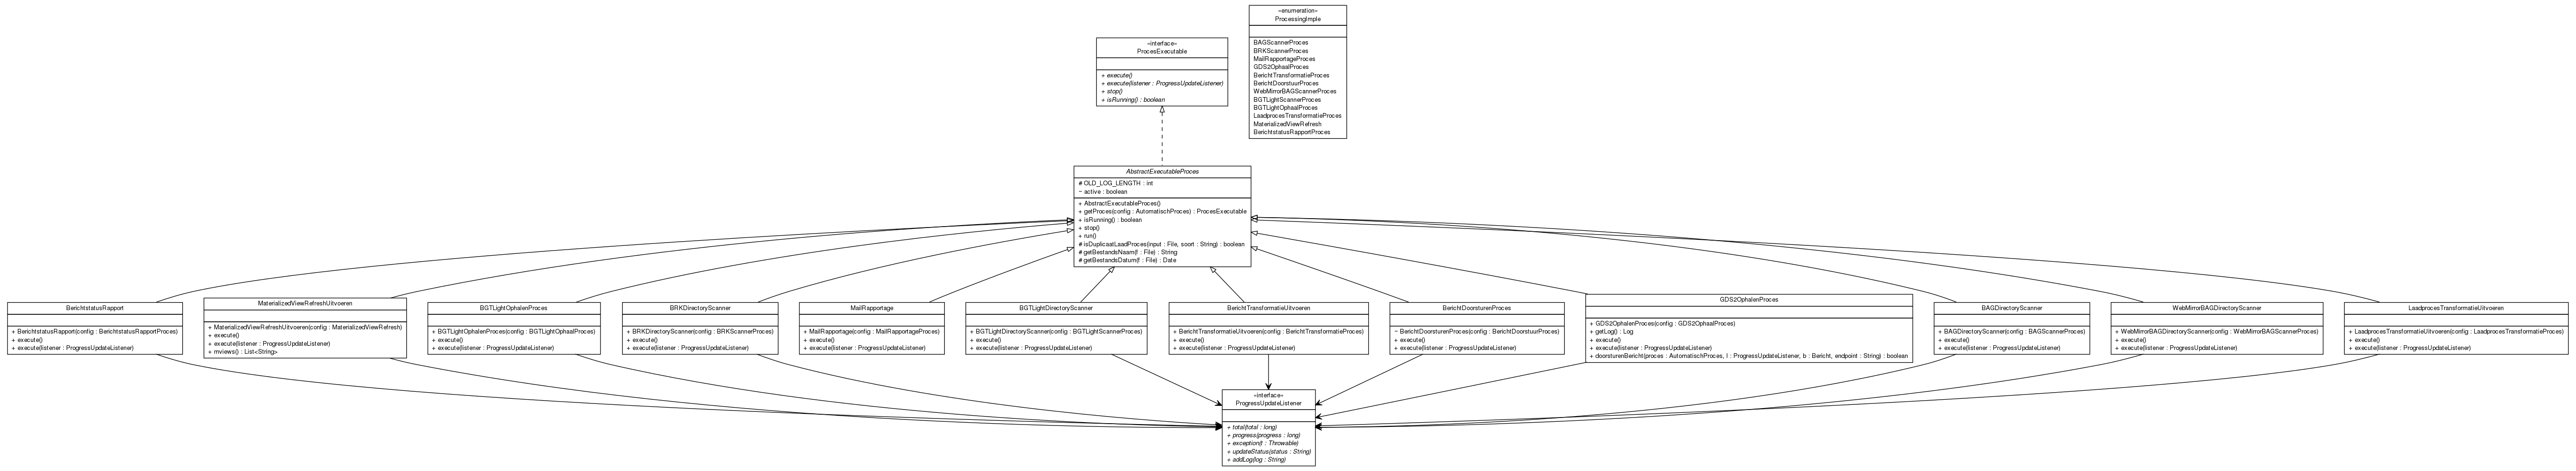 «enumeration»
ProcessingImple
BAGScannerProces
BRKScannerProces
MailRapportageProces
GDS2OphaalProces
BerichtTransformatieProces
BerichtDoorstuurProces
WebMirrorBAGScannerProces
BGTLightScannerProces
BGTLightOphaalProces
LaadprocesTransformatieProces
MaterializedViewRefresh
BerichtstatusRapportProces
«interface»
ProcesExecutable
+ execute()
+ execute(listener : ProgressUpdateListener)
+ stop()
+ isRunning() : boolean
AbstractExecutableProces
# OLD_LOG_LENGTH : int
~ active : boolean
+ AbstractExecutableProces()
+ getProces(config : AutomatischProces) : ProcesExecutable
+ isRunning() : boolean
+ stop()
+ run()
# isDuplicaatLaadProces(input : File, soort : String) : boolean
# getBestandsNaam(f : File) : String
# getBestandsDatum(f : File) : Date
BerichtstatusRapport
+ BerichtstatusRapport(config : BerichtstatusRapportProces)
+ execute()
+ execute(listener : ProgressUpdateListener)
MaterializedViewRefreshUitvoeren
+ MaterializedViewRefreshUitvoeren(config : MaterializedViewRefresh)
+ execute()
+ execute(listener : ProgressUpdateListener)
+ mviews() : List<String>
BGTLightOphalenProces
+ BGTLightOphalenProces(config : BGTLightOphaalProces)
+ execute()
+ execute(listener : ProgressUpdateListener)
BRKDirectoryScanner
+ BRKDirectoryScanner(config : BRKScannerProces)
+ execute()
+ execute(listener : ProgressUpdateListener)
MailRapportage
+ MailRapportage(config : MailRapportageProces)
+ execute()
+ execute(listener : ProgressUpdateListener)
BGTLightDirectoryScanner
+ BGTLightDirectoryScanner(config : BGTLightScannerProces)
+ execute()
+ execute(listener : ProgressUpdateListener)
BerichtTransformatieUitvoeren
+ BerichtTransformatieUitvoeren(config : BerichtTransformatieProces)
+ execute()
+ execute(listener : ProgressUpdateListener)
BerichtDoorsturenProces
~ BerichtDoorsturenProces(config : BerichtDoorstuurProces)
+ execute()
+ execute(listener : ProgressUpdateListener)
GDS2OphalenProces
+ GDS2OphalenProces(config : GDS2OphaalProces)
+ getLog() : Log
+ execute()
+ execute(listener : ProgressUpdateListener)
+ doorsturenBericht(proces : AutomatischProces, l : ProgressUpdateListener, b : Bericht, endpoint : String) : boolean
BAGDirectoryScanner
+ BAGDirectoryScanner(config : BAGScannerProces)
+ execute()
+ execute(listener : ProgressUpdateListener)
WebMirrorBAGDirectoryScanner
+ WebMirrorBAGDirectoryScanner(config : WebMirrorBAGScannerProces)
+ execute()
+ execute(listener : ProgressUpdateListener)
LaadprocesTransformatieUitvoeren
+ LaadprocesTransformatieUitvoeren(config : LaadprocesTransformatieProces)
+ execute()
+ execute(listener : ProgressUpdateListener)
«interface»
ProgressUpdateListener
+ total(total : long)
+ progress(progress : long)
+ exception(t : Throwable)
+ updateStatus(status : String)
+ addLog(log : String)